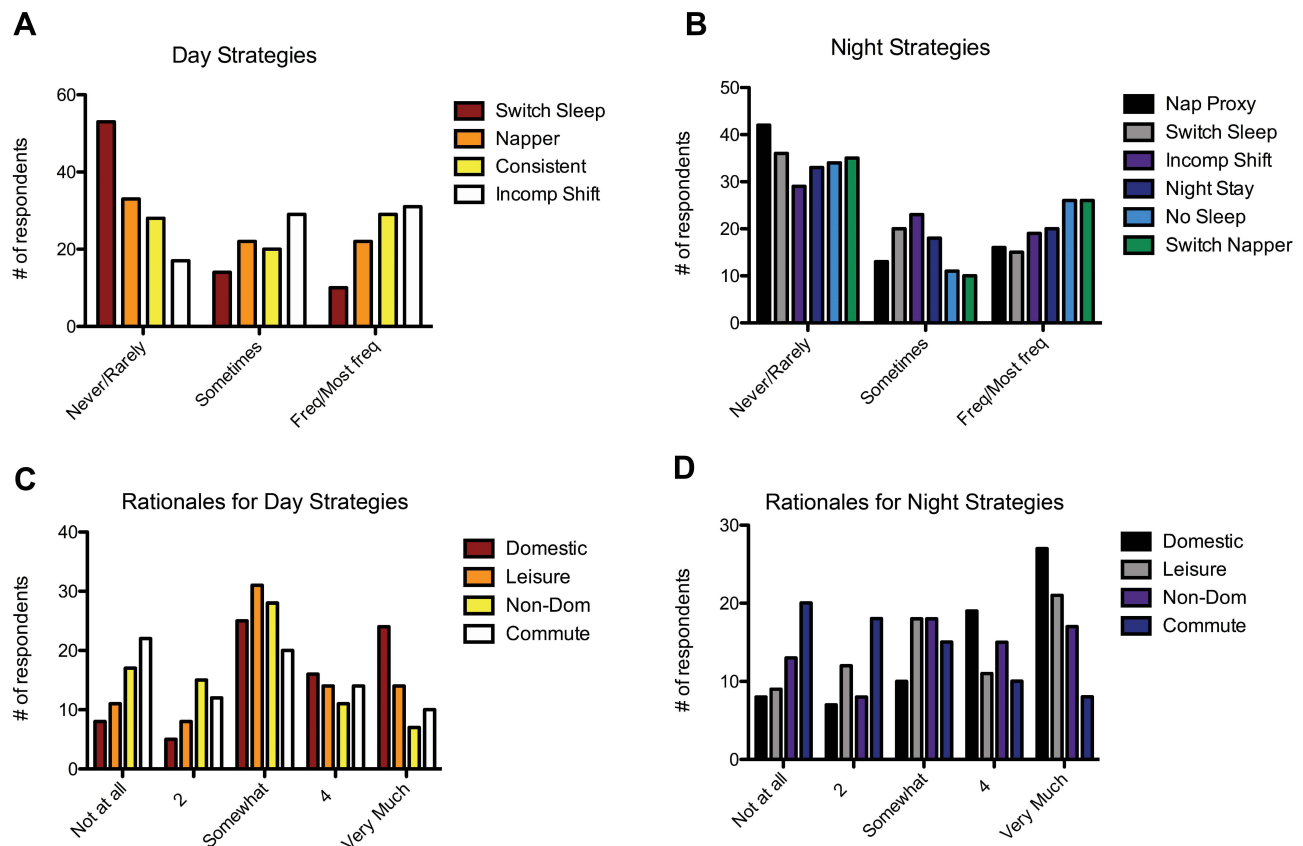 A
Day Strategies
# of respondents
60
40
20
0
Never/Rarely
Sometimes
Freq/Most freq
Switch Sleep
Napper
Consistent
Incomp Shift
B
Night Strategies
# of respondents
50
40
30
20
10
0
Never/Rarely
Sometimes
Freq/Most freq
Nap Proxy
Switch Sleep
Incomp Shift
Night Stay
No Sleep
Switch Napper
C
Rationales for Day Strategies
# of respondents
40
30
20
10
0
Not at all
2
Somewhat
4
Very Much
Domestic
Leisure
Non-Dom
Commute
D
Rationales for Night Strategies
# of respondents
30
20
10
0
Not at all
2
Somewhat
4
Very Much
Domestic
Leisure
Non-Dom
Commute